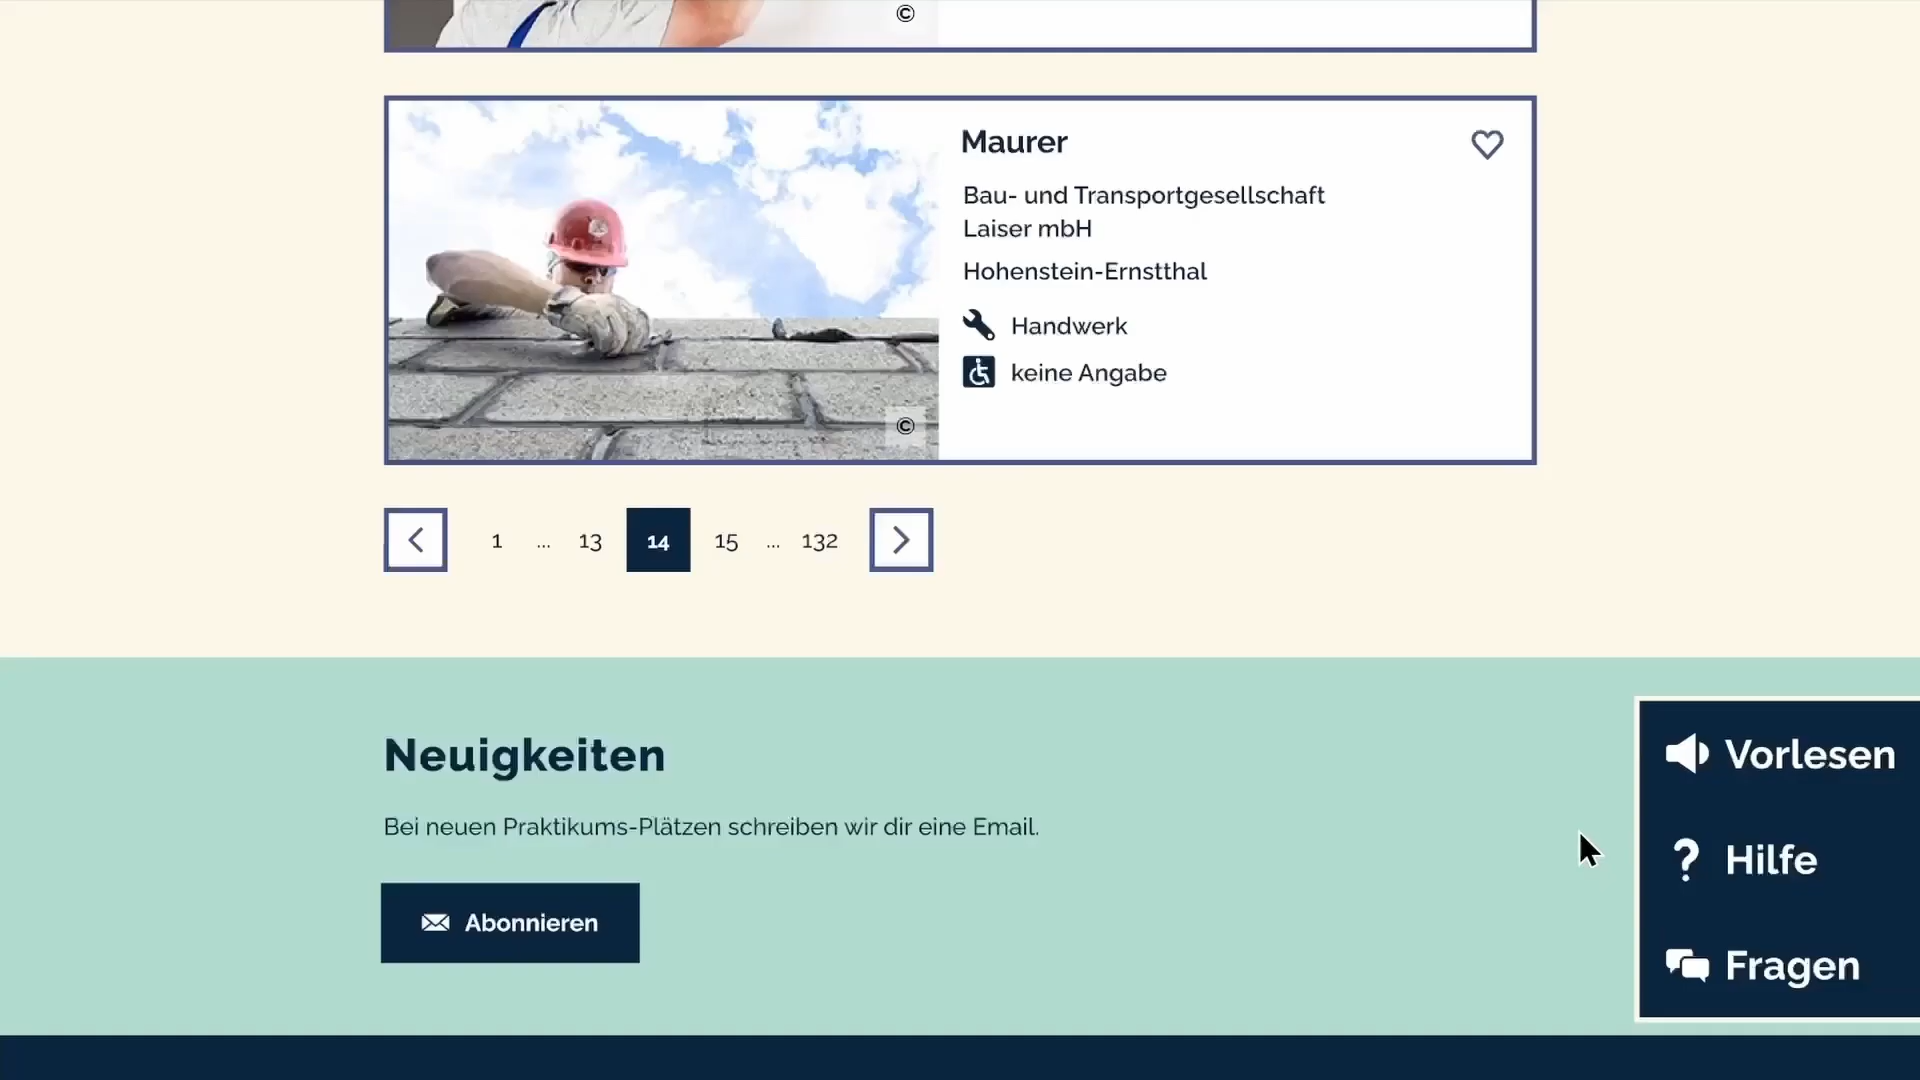 ©
Maurer
Bau- und Transportgesellschaft
Laiser mbH
Hohenstein-Ernstthal
Handwerk
keine Angabe
©
1 ... 13 14 15 ... 132
Neuigkeiten
Bei neuen Praktikums-Plätzen schreiben wir dir eine Email.
Abonnieren
Vorlesen
Hilfe
Fragen